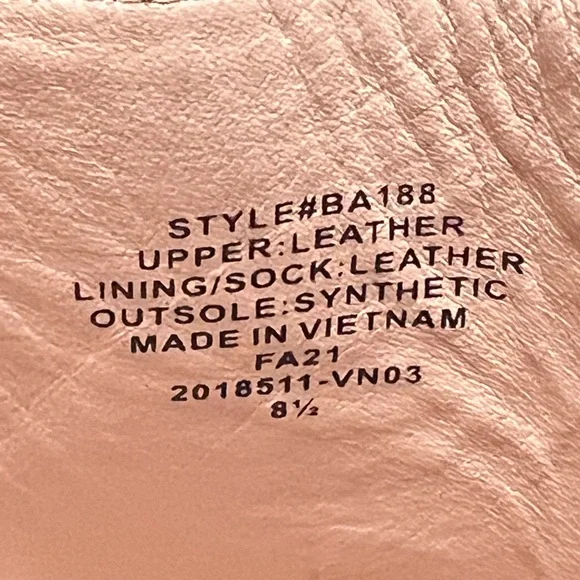 STYLE#BA188
UPPER:LEATHER
LINING/SOCK:LEATHER
OUTSOLE:SYNTHETIC
MADE IN VIETNAM
FA21
2018511-VN03
8½